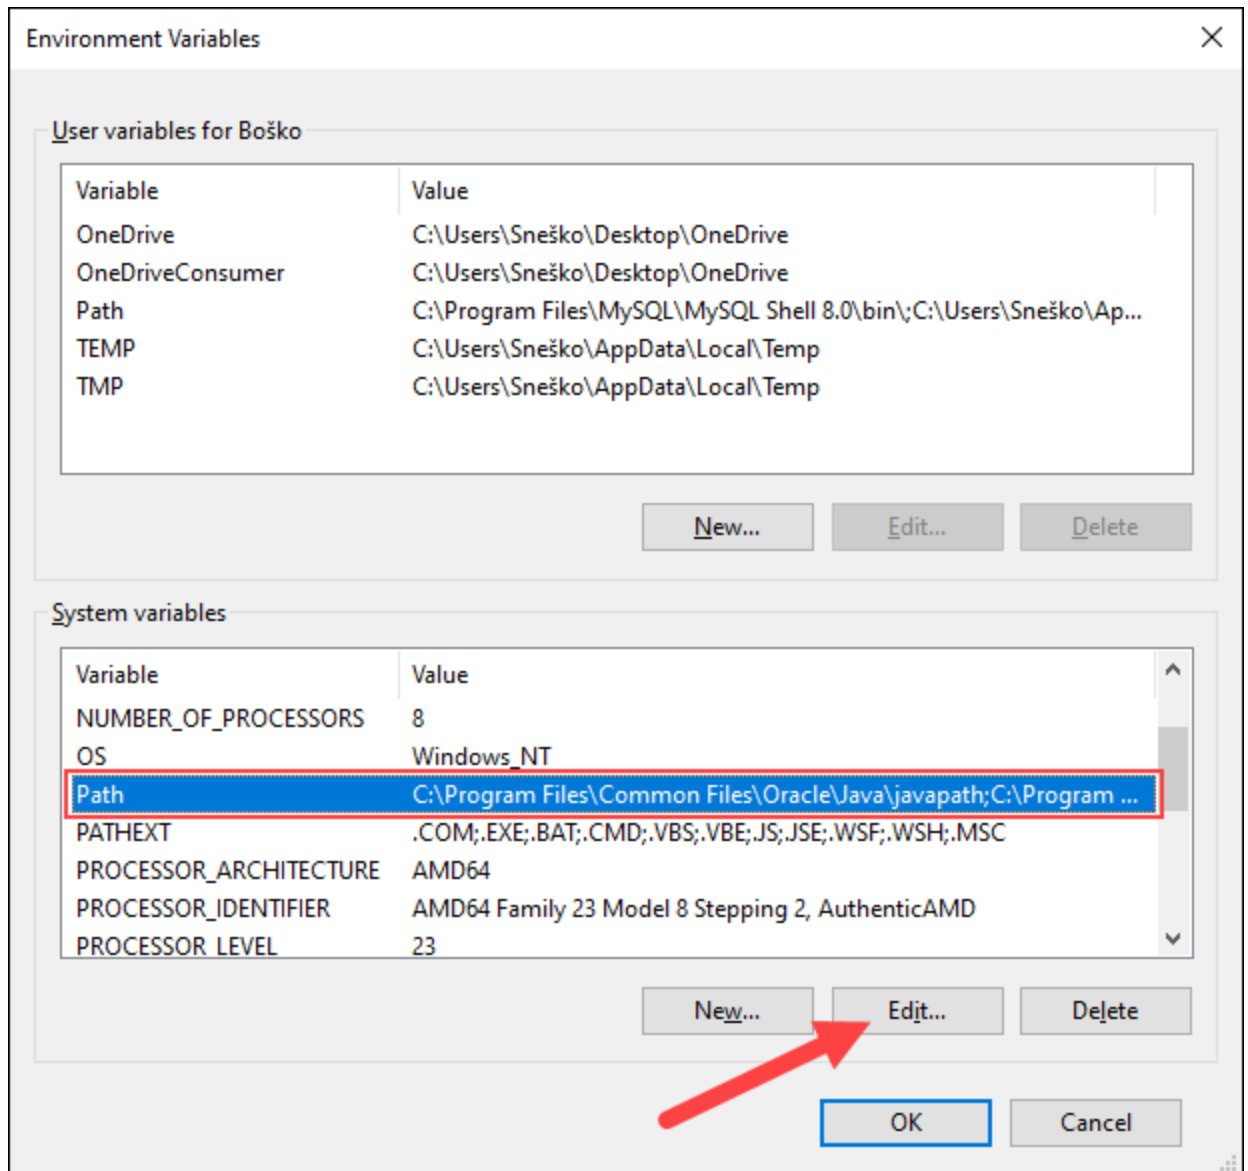 Environment Variables
User variables for Boško
Variable Value
OneDrive C:\Users\Sneško\Desktop\OneDrive
OneDriveConsumer C:\Users\Sneško\Desktop\OneDrive
Path C:\Program Files\MySQL\MySQL Shell 8.0\bin\;C:\Users\Sneško\Ap...
TEMP C:\Users\Sneško\AppData\Local\Temp
TMP C:\Users\Sneško\AppData\Local\Temp
New... Edit... Delete
System variables
Variable Value
NUMBER_OF_PROCESSORS 8
OS Windows_NT
Path C:\Program Files\Common Files\Oracle\Java\javapath;C:\Program ...
PATHEXT .COM;.EXE;.BAT;.CMD;.VBS;.VBE;.JS;.JSE;.WSF;.WSH;.MSC
PROCESSOR_ARCHITECTURE AMD64
PROCESSOR_IDENTIFIER AMD64 Family 23 Model 8 Stepping 2, AuthenticAMD
PROCESSOR_LEVEL 23
New... Edit... Delete
OK Cancel